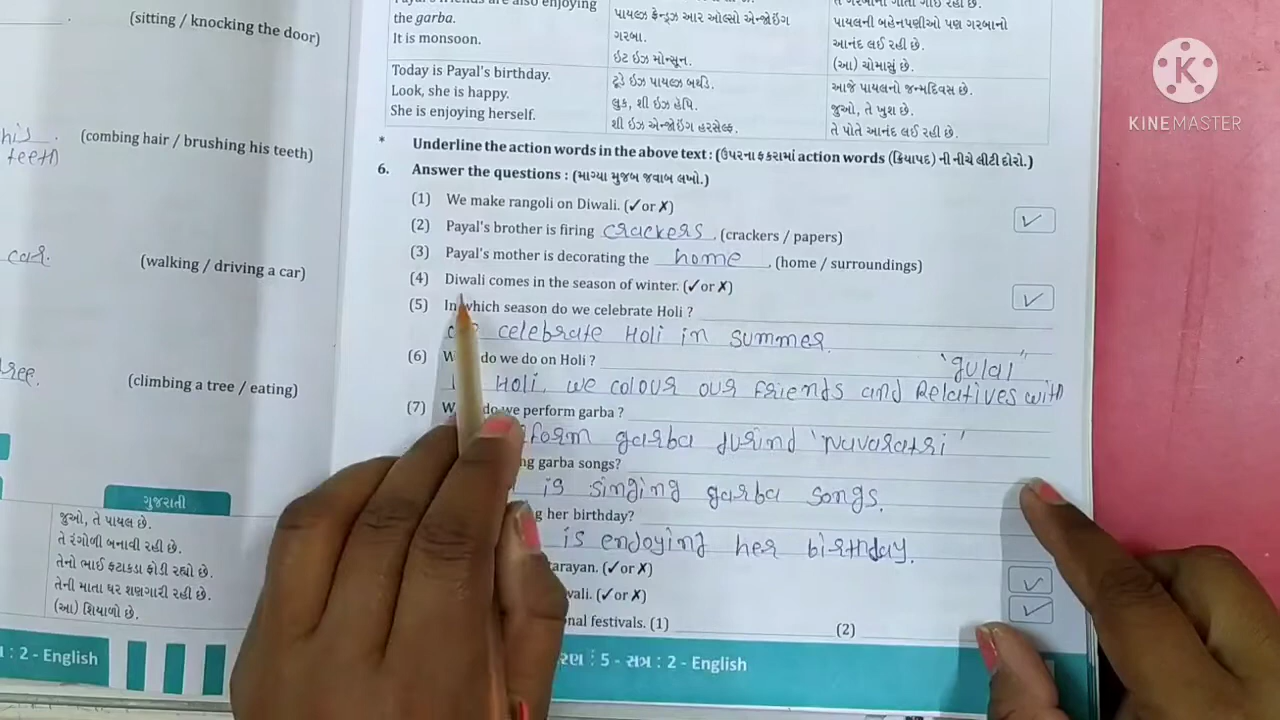 (sitting / knocking the door)
his
teeth
(combing hair / brushing his teeth)
car.
(walking / driving a car)
(climbing a tree / eating)
ગુજરાતી
જુઓ, તે પાયલ છે.
તે રંગોળી બનાવી રહી છે.
તેનો ભાઈ ફટાકડા ફોડી રહ્યો છે.
તેની માતા ઘર શણગારી રહી છે.
(આ) શિયાળો છે.
: 2 - English
friends are also enjoying
the garba.
It is monsoon.
પાયલ્ઝ ફ્રેન્ડ્ઝ આર ઓલ્સો એન્જોઇંગ
ગરબા.
ઇટ ઇઝ મોન્સૂન.
પાયલની બહેનપણીઓ પણ ગરબાનો
આનંદ લઈ રહી છે.
(આ) ચોમાસું છે.
Today is Payal's birthday.
Look, she is happy.
She is enjoying herself.
ટૂડે ઇઝ પાયલ્ઝ બર્થડે.
લુક, શી ઇઝ હેપિ.
શી ઇઝ એન્જોઇંગ હરસેલ્ફ.
આજે પાયલનો જન્મદિવસ છે.
જુઓ, તે ખુશ છે.
તે પોતે આનંદ લઈ રહી છે.
* Underline the action words in the above text : (ઉપરના ફકરામાં action words (ક્રિયાપદ) ની નીચે લીટી દોરો.)
6. Answer the questions : (માગ્યા મુજબ જવાબ લખો.)
(1) We make rangoli on Diwali. (✓or ✗) ✓
(2) Payal's brother is firing crackers. (crackers / papers)
(3) Payal's mother is decorating the home. (home / surroundings)
(4) Diwali comes in the season of winter. (✓or ✗) ✓
(5) In which season do we celebrate Holi ?
celebrate Holi in summer.
(6) do we do on Holi ? 'gulal"
Holi, we colour our friends and Relatives with
(7) do we perform garba ?
form garba durind 'Navaratri'
ng garba songs?
is singing garba songs.
g her birthday?
is endoying her birthday.
tarayan. (✓or ✗) ✓
vali. (✓or ✗) ✓
nal festivals. (1) (2)
: 5 - સત્ર : 2 - English
KINEMASTER